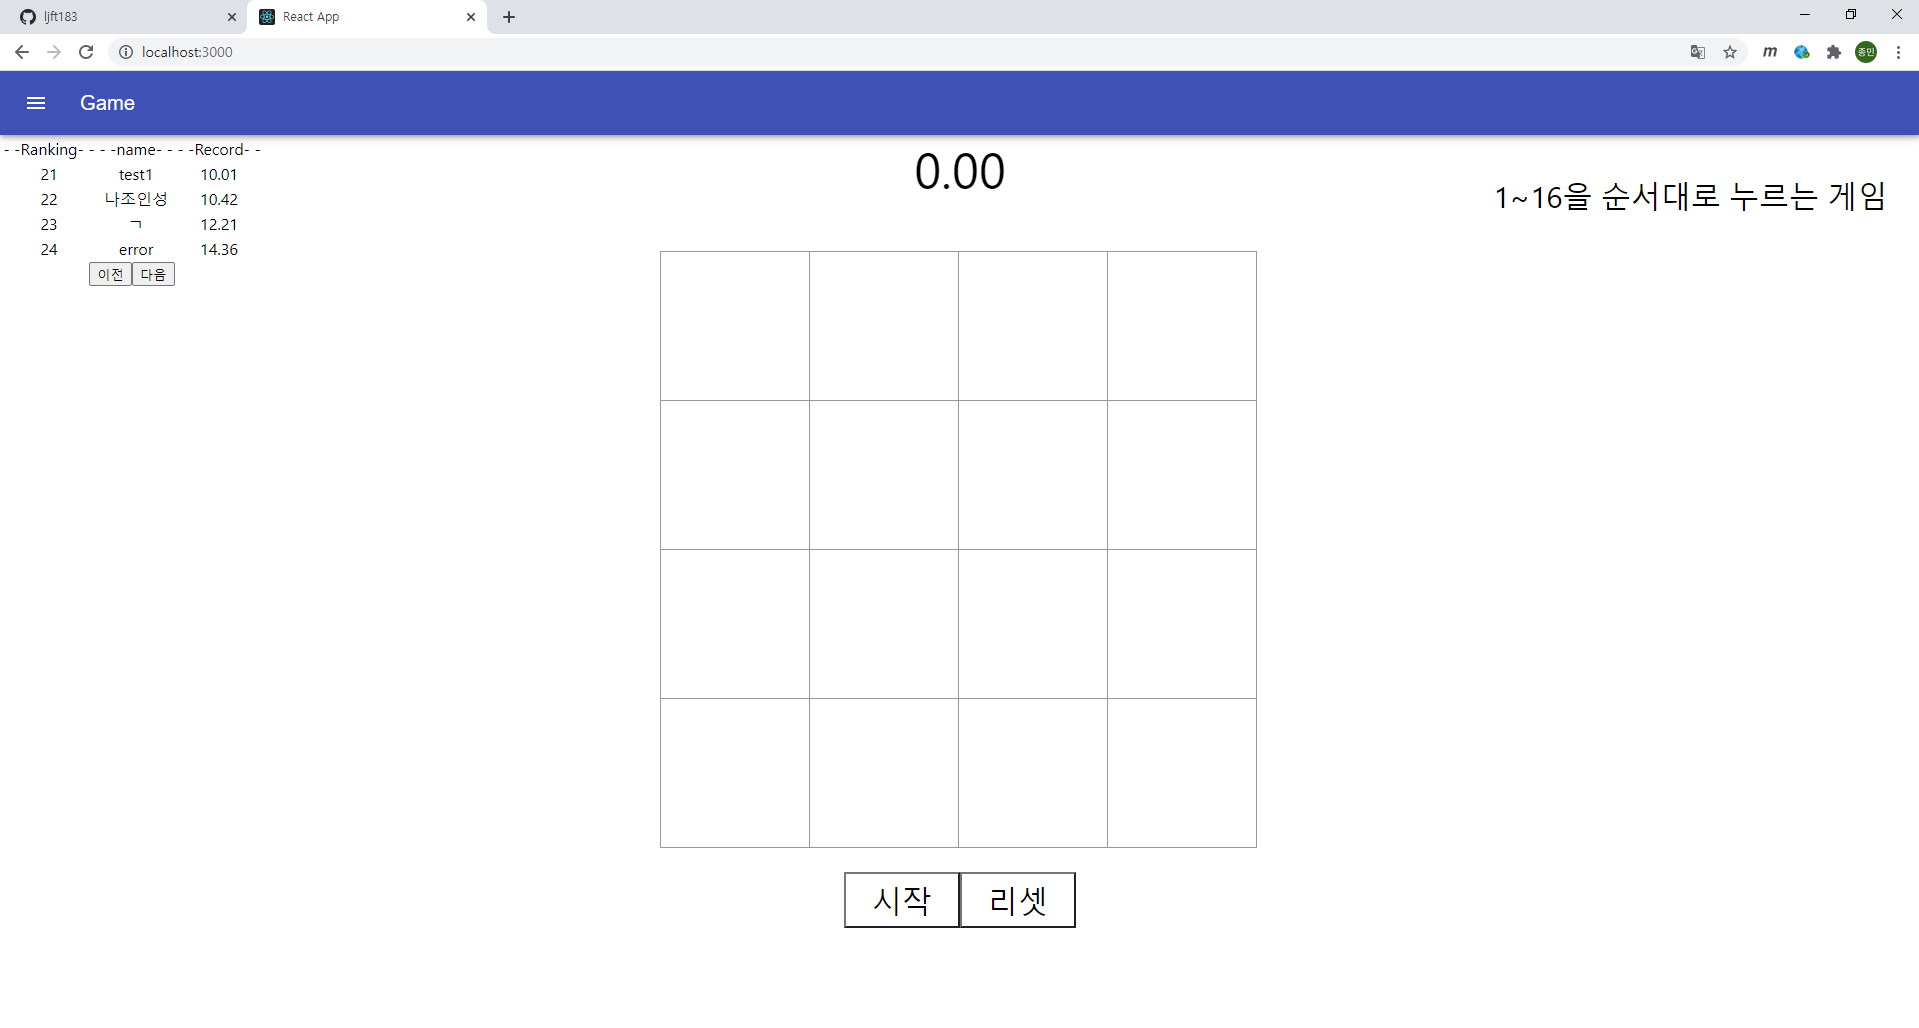 ljft183
React App
localhost:3000
m
종민
Game
- -Ranking- - - -name- - - -Record- -
21 test1 10.01
22 나조인성 10.42
23 ㄱ 12.21
24 error 14.36
이전 다음
0.00
1~16을 순서대로 누르는 게임
시작 리셋